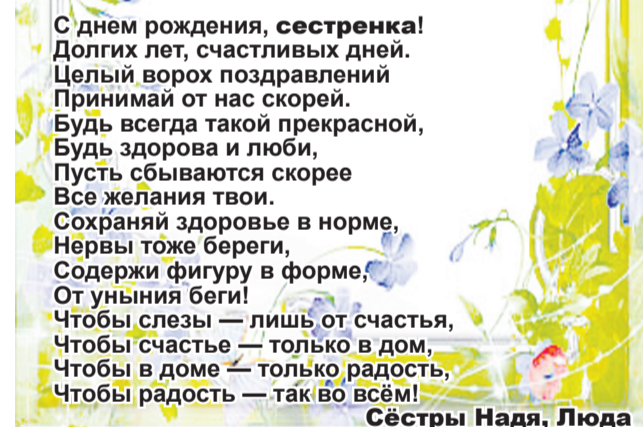 С днем рождения, сестренка!
Долгих лет, счастливых дней.
Целый ворох поздравлений
Принимай от нас скорей.
Будь всегда такой прекрасной,
Будь здорова и люби,
Пусть сбываются скорее
Все желания твои.
Сохраняй здоровье в норме,
Нервы тоже береги,
Содержи фигуру в форме,
От уныния беги!
Чтобы слезы — лишь от счастья,
Чтобы счастье — только в дом,
Чтобы в доме — только радость,
Чтобы радость — так во всём!
Сёстры Надя, Люда